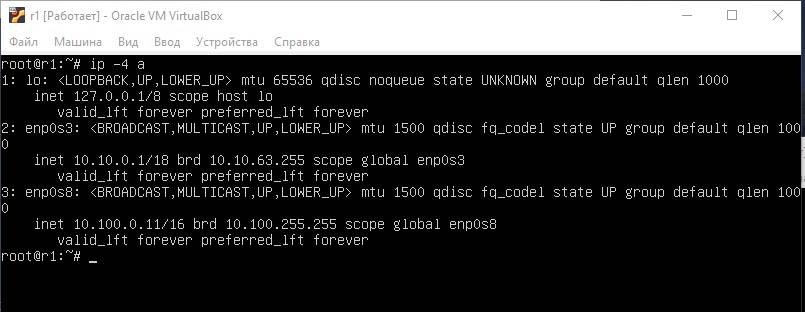 r1 [Работает] - Oracle VM VirtualBox
Файл Машина Вид Ввод Устройства Справка
root@r1:~# ip -4 a
1: lo: <LOOPBACK,UP,LOWER_UP> mtu 65536 qdisc noqueue state UNKNOWN group default qlen 1000
    inet 127.0.0.1/8 scope host lo
       valid_lft forever preferred_lft forever
2: enp0s3: <BROADCAST,MULTICAST,UP,LOWER_UP> mtu 1500 qdisc fq_codel state UP group default qlen 100
0
    inet 10.10.0.1/18 brd 10.10.63.255 scope global enp0s3
       valid_lft forever preferred_lft forever
3: enp0s8: <BROADCAST,MULTICAST,UP,LOWER_UP> mtu 1500 qdisc fq_codel state UP group default qlen 100
0
    inet 10.100.0.11/16 brd 10.100.255.255 scope global enp0s8
       valid_lft forever preferred_lft forever
root@r1:~# _